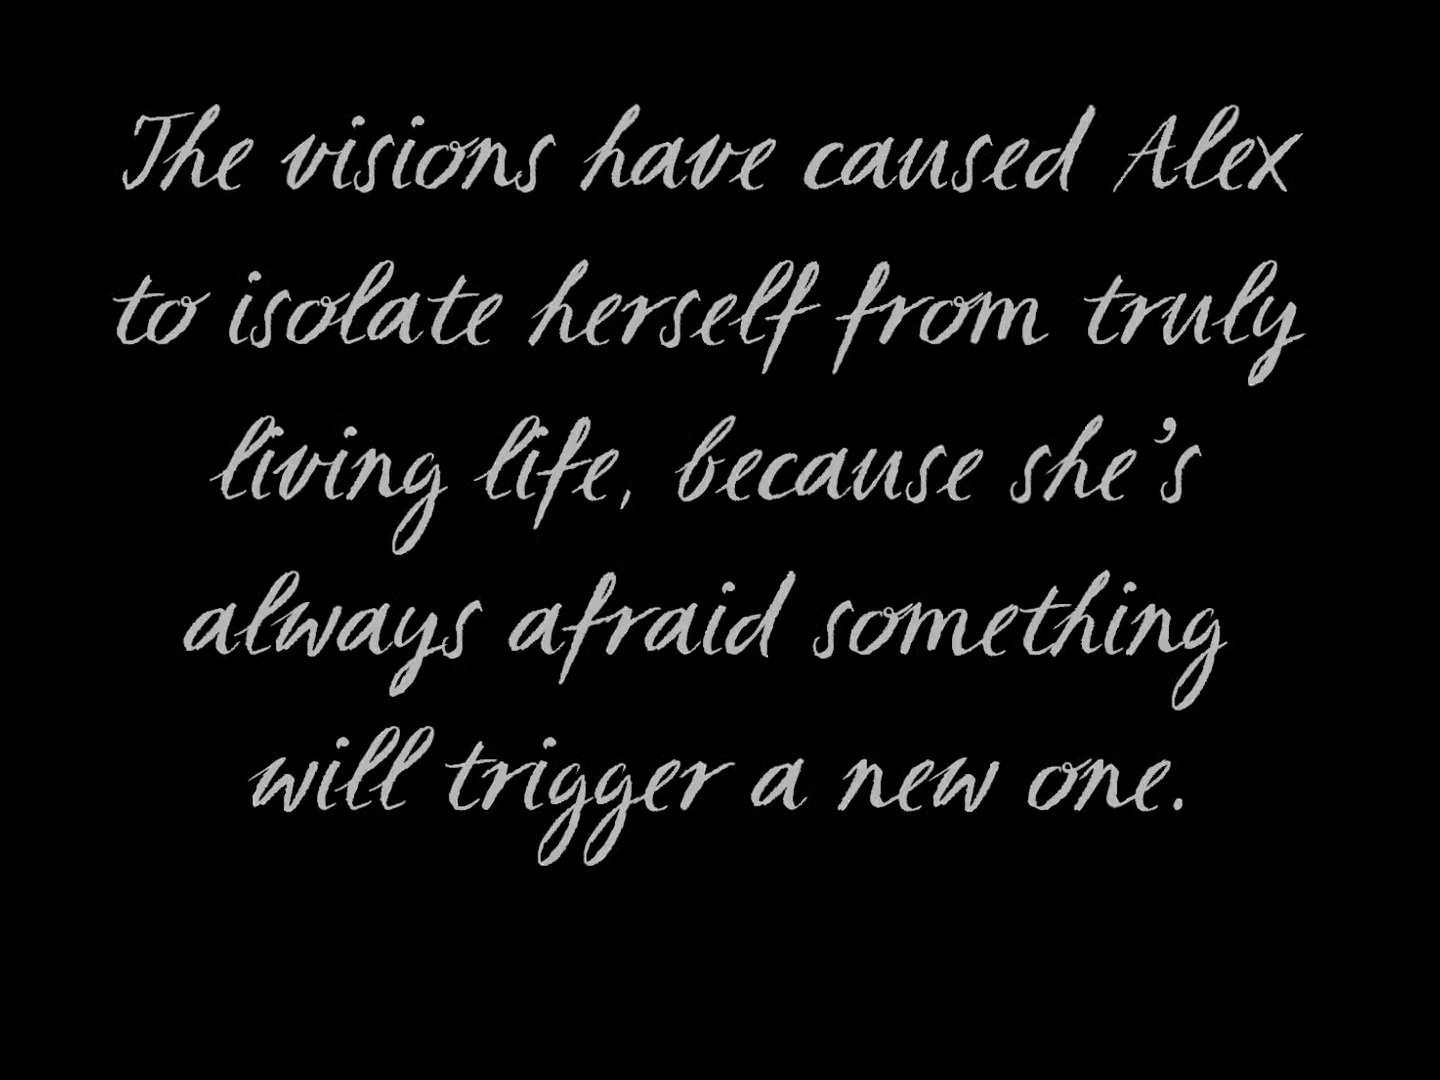 The visions have caused Alex
to isolate herself from truly
living life, because she’s
always afraid something
will trigger a new one.